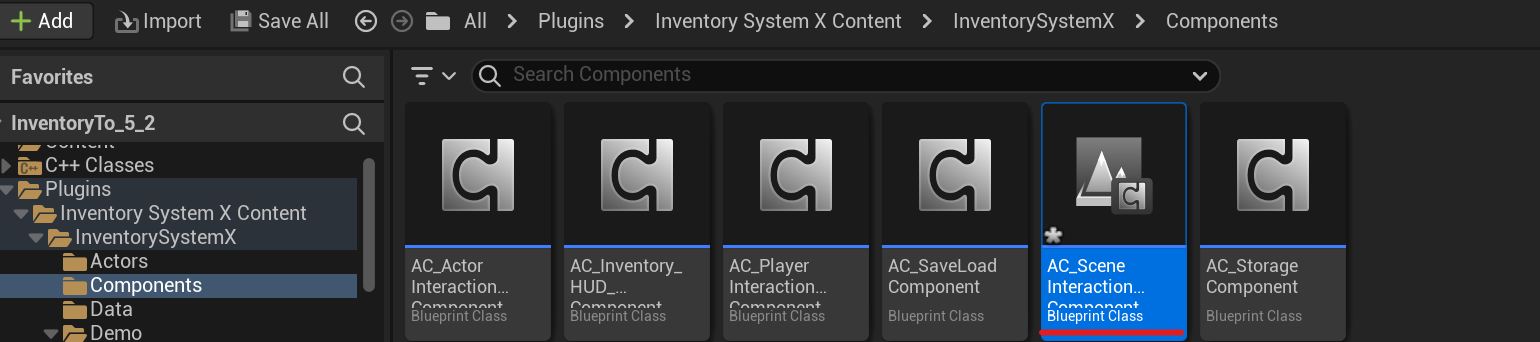 Add Import Save All All Plugins Inventory System X Content InventorySystemX Components
Favorites
Search Components
InventoryTo_5_2
Content
C++ Classes
Plugins
Inventory System X Content
InventorySystemX
Actors
Components
Data
Demo
AC_Actor
Interaction...
Component
Blueprint Class
AC_Inventory_
HUD_...
Component
Blueprint Class
AC_Player
Interaction...
Component
Blueprint Class
AC_SaveLoad
Component
Blueprint Class
AC_Scene
Interaction...
Component
Blueprint Class
AC_Storage
Component
Blueprint Class